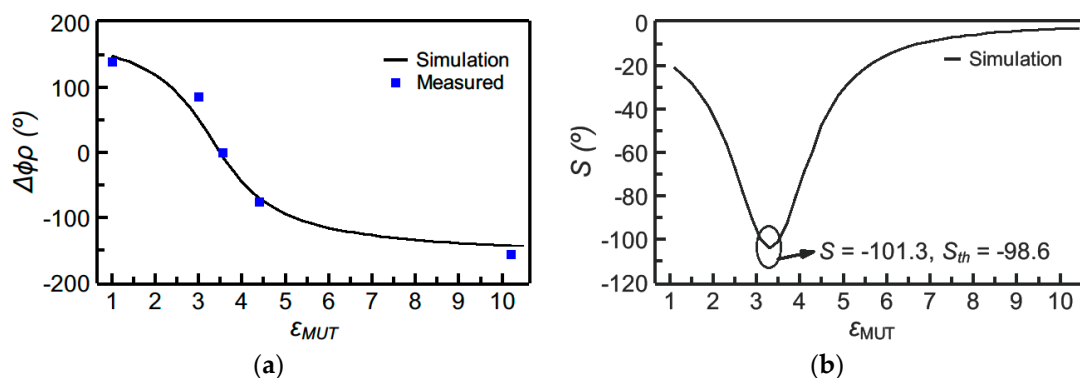 200
100
0
-100
-200
Δϕρ (º)
Simulation
Measured
1 2 3 4 5 6 7 8 9 10
εMUT
(a)
0
-20
-40
-60
-80
-100
-120
S (º)
Simulation
S = -101.3, Sth = -98.6
1 2 3 4 5 6 7 8 9 10
εMUT
(b)